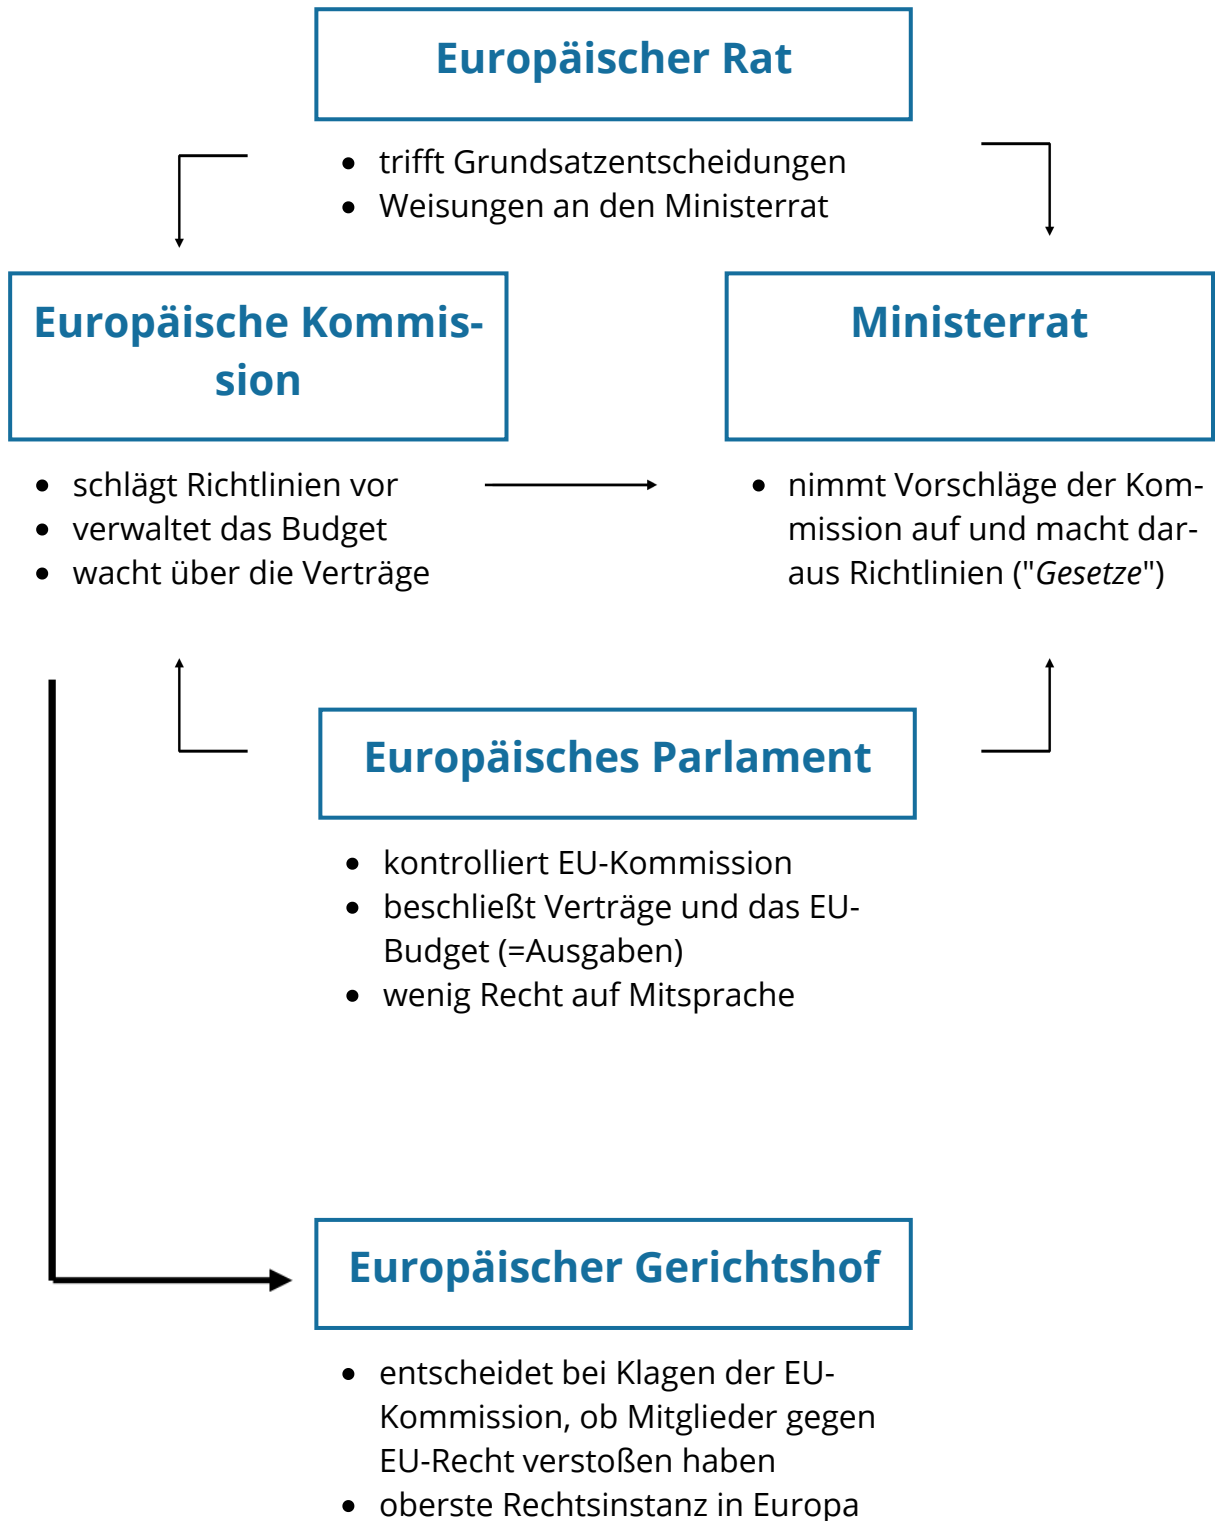 Europäischer Rat
• trifft Grundsatzentscheidungen
• Weisungen an den Ministerrat
Europäische Kommis-
sion
• schlägt Richtlinien vor
• verwaltet das Budget
• wacht über die Verträge
Ministerrat
• nimmt Vorschläge der Kom-
mission auf und macht dar-
aus Richtlinien ("Gesetze")
Europäisches Parlament
• kontrolliert EU-Kommission
• beschließt Verträge und das EU-
Budget (=Ausgaben)
• wenig Recht auf Mitsprache
Europäischer Gerichtshof
• entscheidet bei Klagen der EU-
Kommission, ob Mitglieder gegen
EU-Recht verstoßen haben
• oberste Rechtsinstanz in Europa